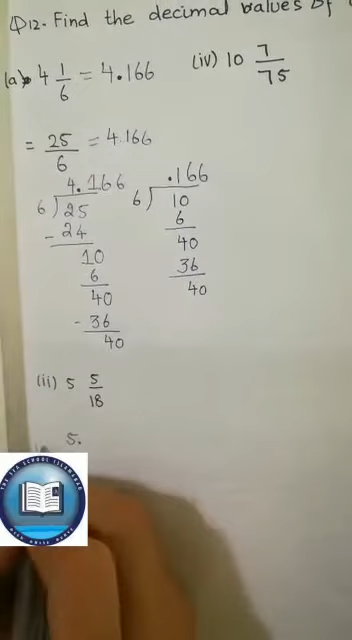 Q12. Find the decimal values of
(a) 4 1/6 = 4.166
(iv) 10 7/75
= 25/6 = 4.166
4.166
6 ) 25
- 24
10
6
40
- 36
40
.166
6 ) 10
6
40
36
40
(ii) 5 5/18
5.